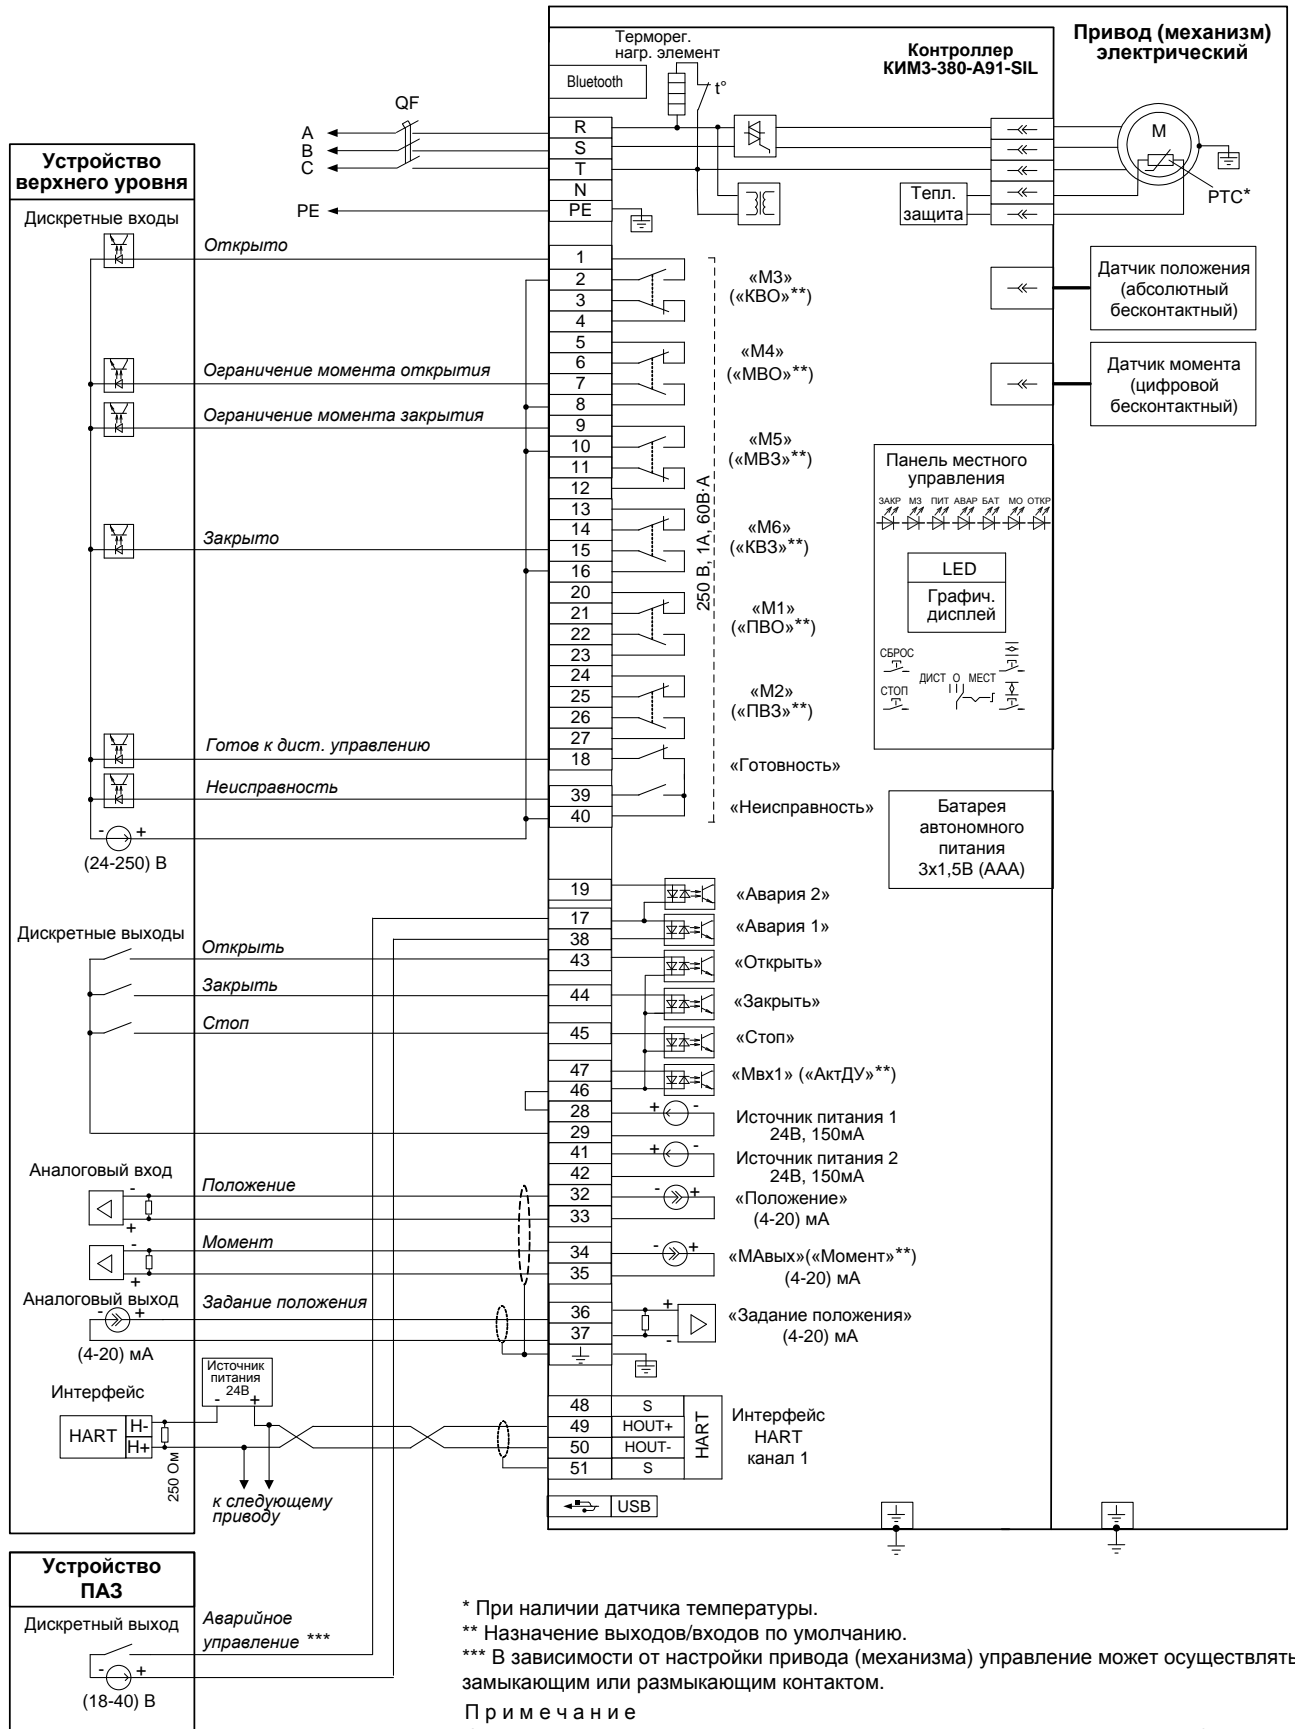 Привод (механизм)
электрический
Терморег.
нагр. элемент
Контроллер
КИМ3-380-A91-SIL
Bluetooth
t°
QF
A
B
C
PE
R
S
T
N
PE
M
PTC*
Тепл.
защита
Устройство
верхнего уровня
Дискретные входы
Открыто
1
2
3
4
«М3»
(«КВО»**)
Датчик положения
(абсолютный
бесконтактный)
5
6
7
8
Ограничение момента открытия
«М4»
(«МВО»**)
Датчик момента
(цифровой
бесконтактный)
Ограничение момента закрытия
9
10
11
12
«М5»
(«МВЗ»**)
250 В, 1А, 60В·А
Панель местного
управления
ЗАКР МЗ ПИТ АВАР БАТ МО ОТКР
13
14
15
16
Закрыто
«М6»
(«КВЗ»**)
LED
Графич.
дисплей
20
21
22
23
«М1»
(«ПВО»**)
СБРОС
СТОП
ДИСТ О МЕСТ
24
25
26
27
«М2»
(«ПВЗ»**)
Готов к дист. управлению
18
«Готовность»
Неисправность
39
40
«Неисправность»
- +
(24-250) В
Батарея
автономного
питания
3х1,5В (ААА)
19
«Авария 2»
17
38
«Авария 1»
Дискретные выходы
Открыть
43
«Открыть»
Закрыть
44
«Закрыть»
Стоп
45
«Стоп»
47
46
«Мвх1» («АктДУ»**)
28
29
+ -
Источник питания 1
24В, 150мА
41
42
+ -
Источник питания 2
24В, 150мА
Аналоговый вход
-
+
Положение
32
33
- +
«Положение»
(4-20) мА
-
+
Момент
34
35
- +
«МАвых»(«Момент»**)
(4-20) мА
Аналоговый выход
- +
(4-20) мА
Задание положения
36
37
+
-
«Задание положения»
(4-20) мА
Источник
питания
24В
- +
Интерфейс
HART
H-
H+
250 Ом
к следующему
приводу
48 S
49 HOUT+
50 HOUT-
51 S
HART
Интерфейс
HART
канал 1
USB
Устройство
ПАЗ
Дискретный выход
Аварийное
управление ***
- +
(18-40) В
* При наличии датчика температуры.
** Назначение выходов/входов по умолчанию.
*** В зависимости от настройки привода (механизма) управление может осуществлять
замыкающим или размыкающим контактом.
П р и м е ч а н и е